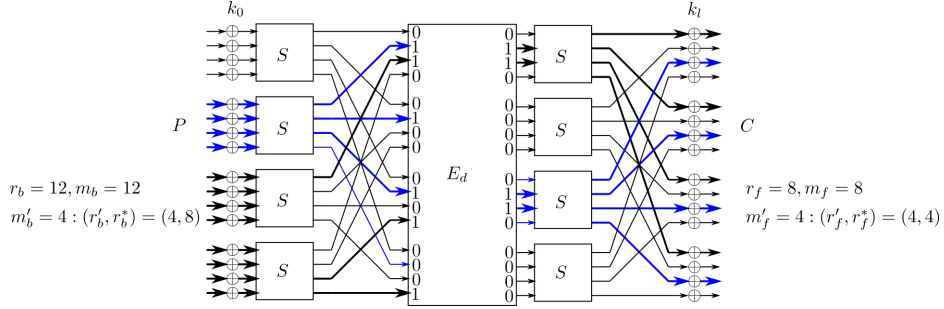 k_0 k_l
0 0
1 1
S 1 1 S
0 0
0 0
1 0
P S 0 0 S C
0 0
E_d
0 0
r_b = 12, m_b = 12 1 1 r_f = 8, m_f = 8
S 0 1 S
m'_b = 4 : (r'_b, r^*_b) = (4, 8) 1 0 m'_f = 4 : (r'_f, r^*_f) = (4, 4)
0 0
0 0
S 0 0 S
1 0